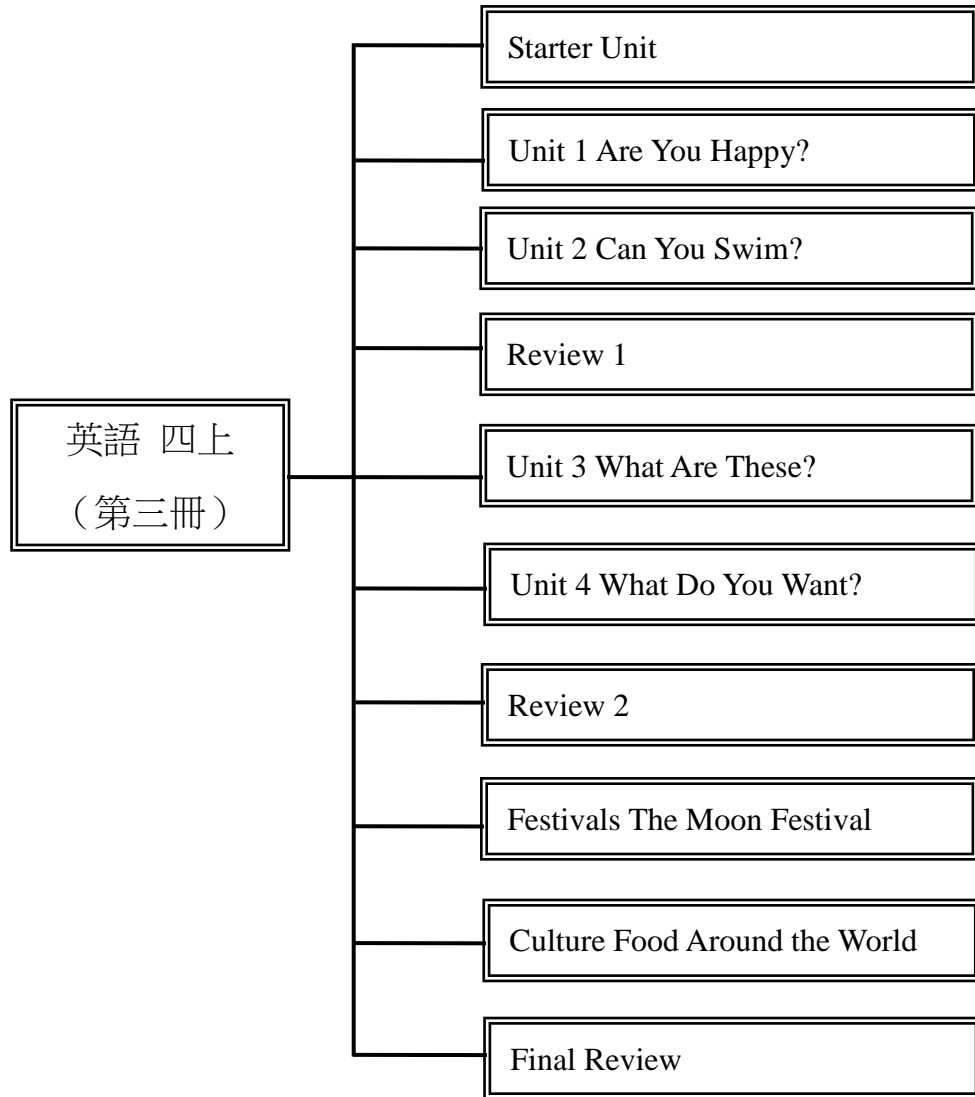 英語 四上
（第三冊）
Starter Unit
Unit 1 Are You Happy?
Unit 2 Can You Swim?
Review 1
Unit 3 What Are These?
Unit 4 What Do You Want?
Review 2
Festivals The Moon Festival
Culture Food Around the World
Final Review